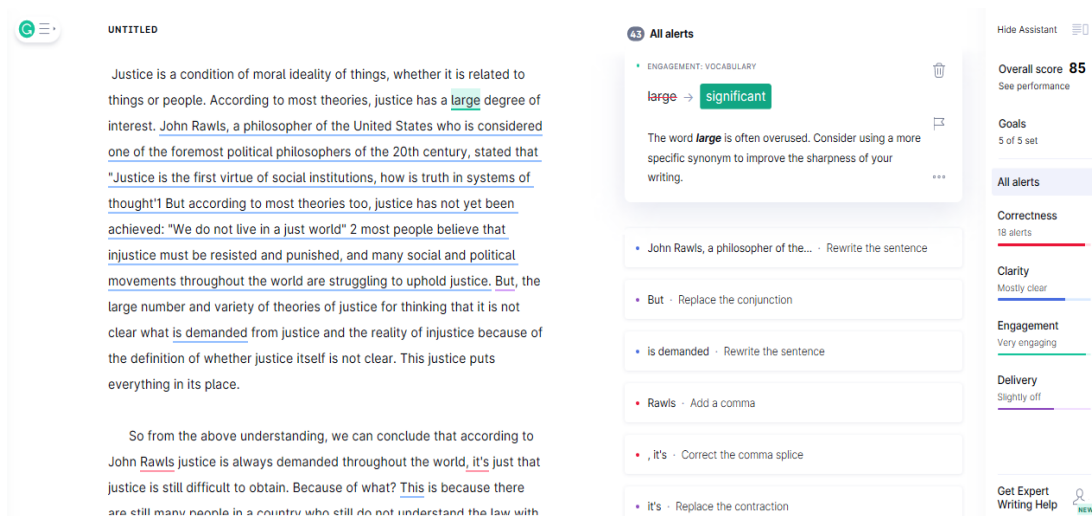 UNTITLED
Justice is a condition of moral ideality of things, whether it is related to
things or people. According to most theories, justice has a large degree of
interest. John Rawls, a philosopher of the United States who is considered
one of the foremost political philosophers of the 20th century, stated that
"Justice is the first virtue of social institutions, how is truth in systems of
thought'1 But according to most theories too, justice has not yet been
achieved: "We do not live in a just world" 2 most people believe that
injustice must be resisted and punished, and many social and political
movements throughout the world are struggling to uphold justice. But, the
large number and variety of theories of justice for thinking that it is not
clear what is demanded from justice and the reality of injustice because of
the definition of whether justice itself is not clear. This justice puts
everything in its place.
So from the above understanding, we can conclude that according to
John Rawls justice is always demanded throughout the world, it's just that
justice is still difficult to obtain. Because of what? This is because there
are still many people in a country who still do not understand the law with
43 All alerts
ENGAGEMENT: VOCABULARY
large → significant
The word large is often overused. Consider using a more
specific synonym to improve the sharpness of your
writing.
John Rawls, a philosopher of the... · Rewrite the sentence
But · Replace the conjunction
is demanded · Rewrite the sentence
Rawls · Add a comma
, it's · Correct the comma splice
it's · Replace the contraction
Hide Assistant
Overall score 85
See performance
Goals
5 of 5 set
All alerts
Correctness
18 alerts
Clarity
Mostly clear
Engagement
Very engaging
Delivery
Slightly off
Get Expert
Writing Help
NEW